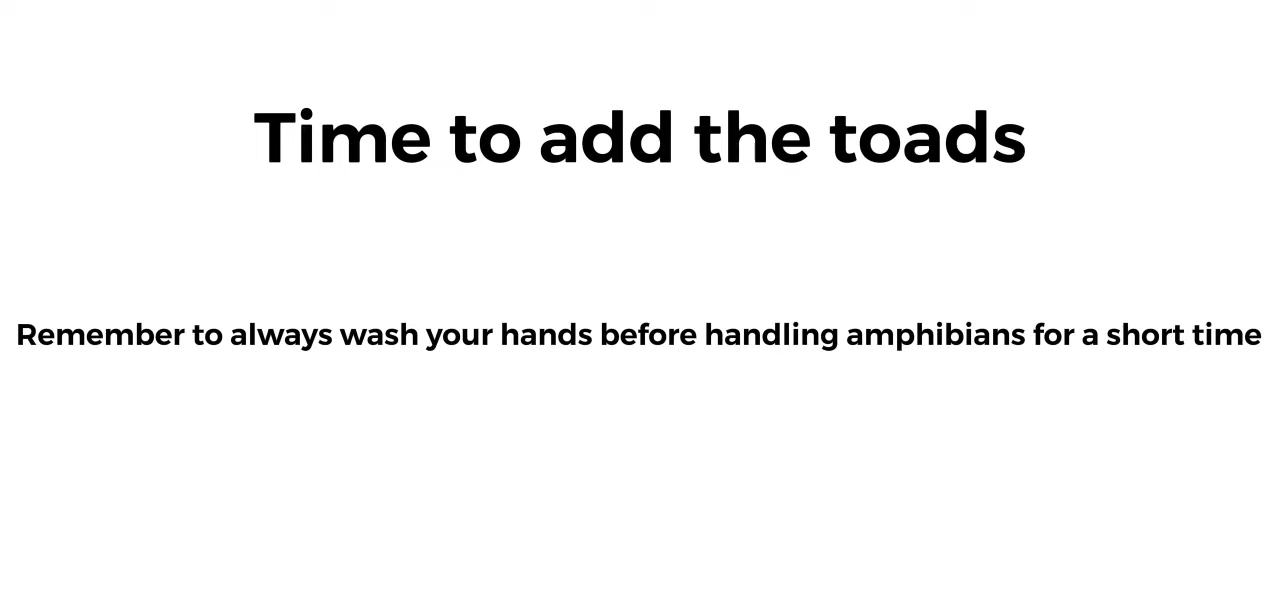 Time to add the toads
Remember to always wash your hands before handling amphibians for a short time